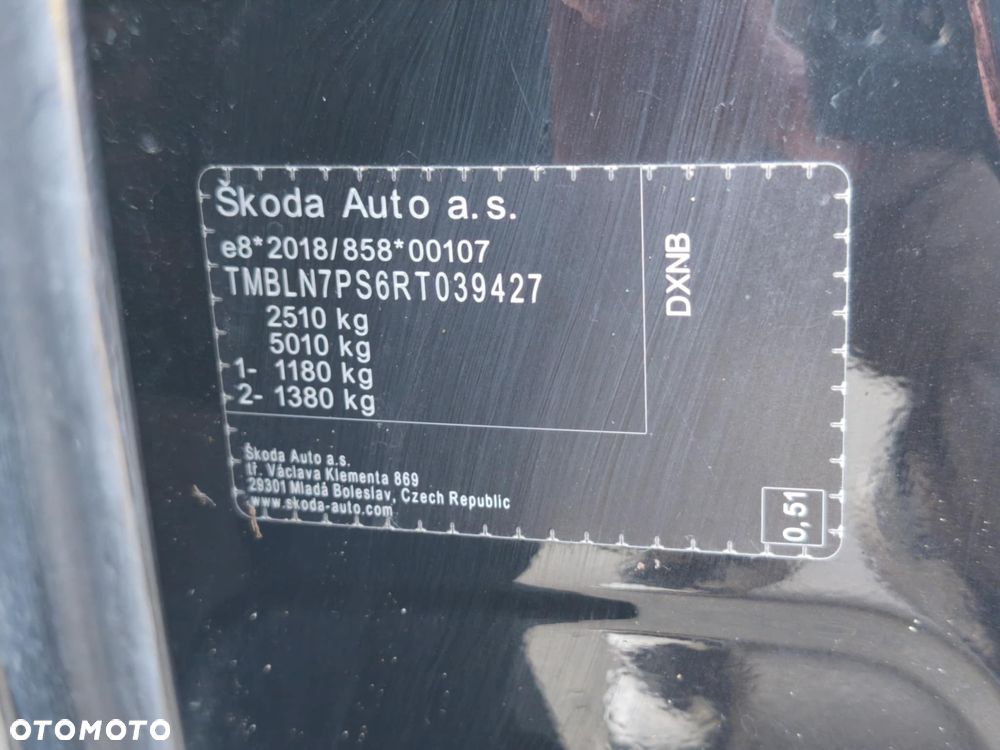 Škoda Auto a.s.
e8*2018/858*00107
TMBLN7PS6RT039427
2510 kg
5010 kg
1- 1180 kg
2- 1380 kg
DXNB
Škoda Auto a.s.
tř. Václava Klementa 869
29301 Mladá Boleslav, Czech Republic
www.skoda-auto.com
0,51
OTOMOTO